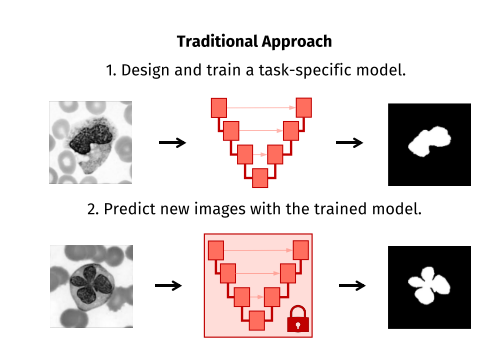 Traditional Approach
1. Design and train a task-specific model.
2. Predict new images with the trained model.